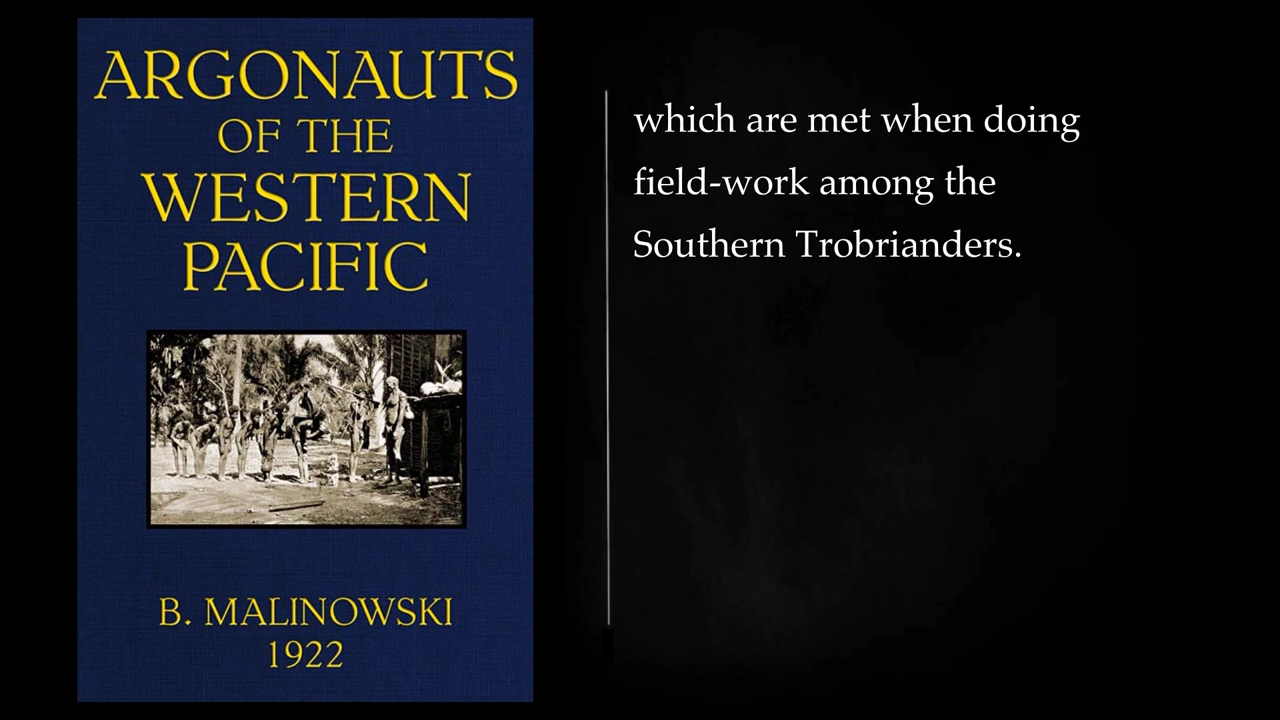 ARGONAUTS
OF THE
WESTERN
PACIFIC
B. MALINOWSKI
1922
which are met when doing
field-work among the
Southern Trobrianders.